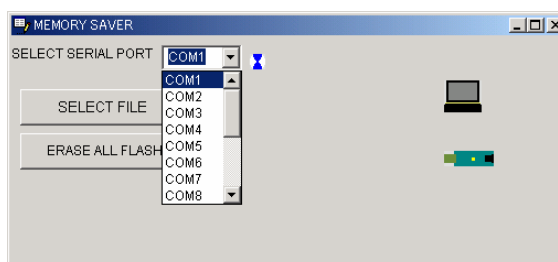 MEMORY SAVER
SELECT SERIAL PORT COM1
COM1
COM2
SELECT FILE
COM3
COM4
ERASE ALL FLASH
COM5
COM6
COM7
COM8